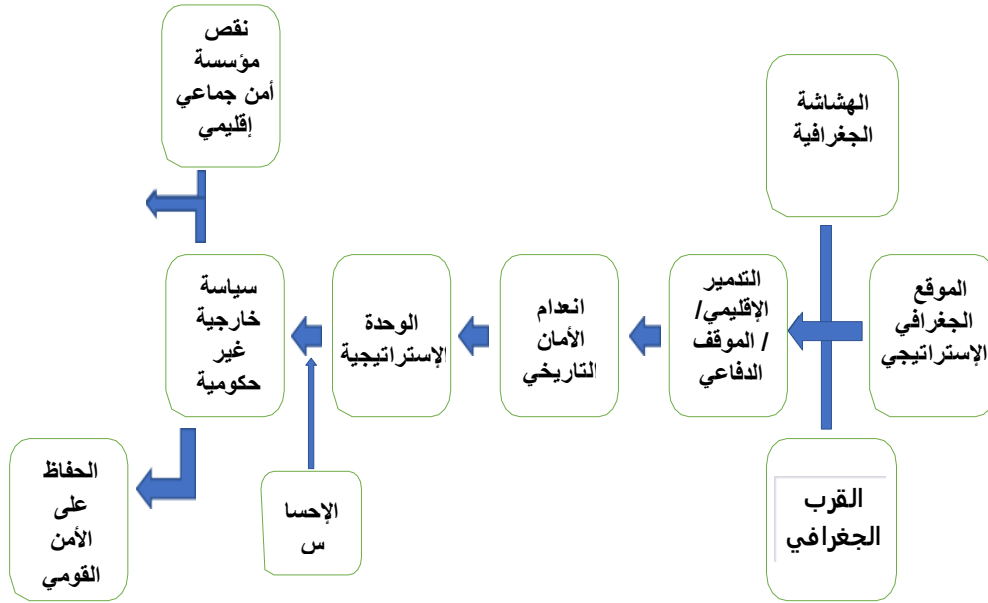 نقص
مؤسسة
أمن جماعي
إقليمي
الهشاشة
الجغرافية
الموقع
الجغرافي
الإستراتيجي
التدمير
الإقليمي/
/ الموقف
الدفاعي
انعدام
الأمان
التاريخي
الوحدة
الإستراتيجية
سياسة
خارجية
غير
حكومية
القرب
الجغرافي
الإحسا
س
الحفاظ
على
الأمن
القومي